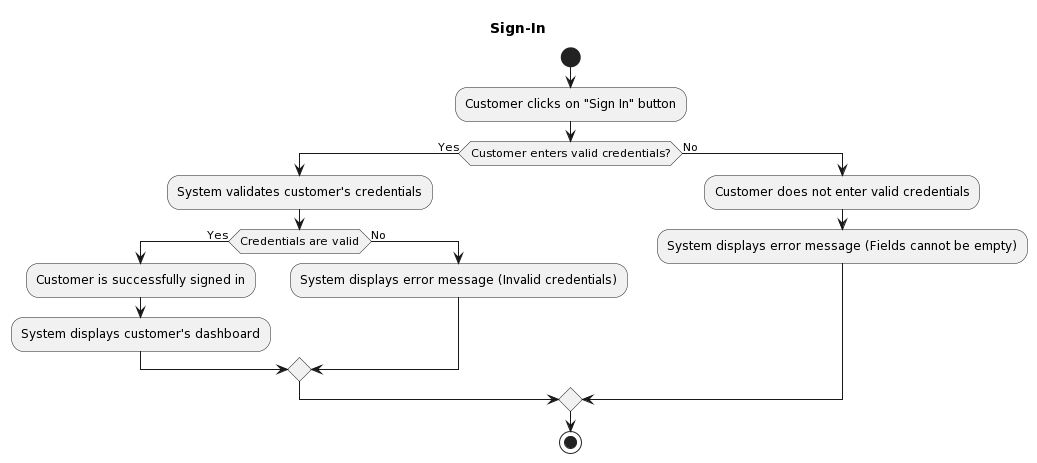 Sign-In
Customer clicks on "Sign In" button
Yes
Customer enters valid credentials?
No
System validates customer's credentials
Customer does not enter valid credentials
Yes
Credentials are valid
No
System displays error message (Fields cannot be empty)
Customer is successfully signed in
System displays error message (Invalid credentials)
System displays customer's dashboard